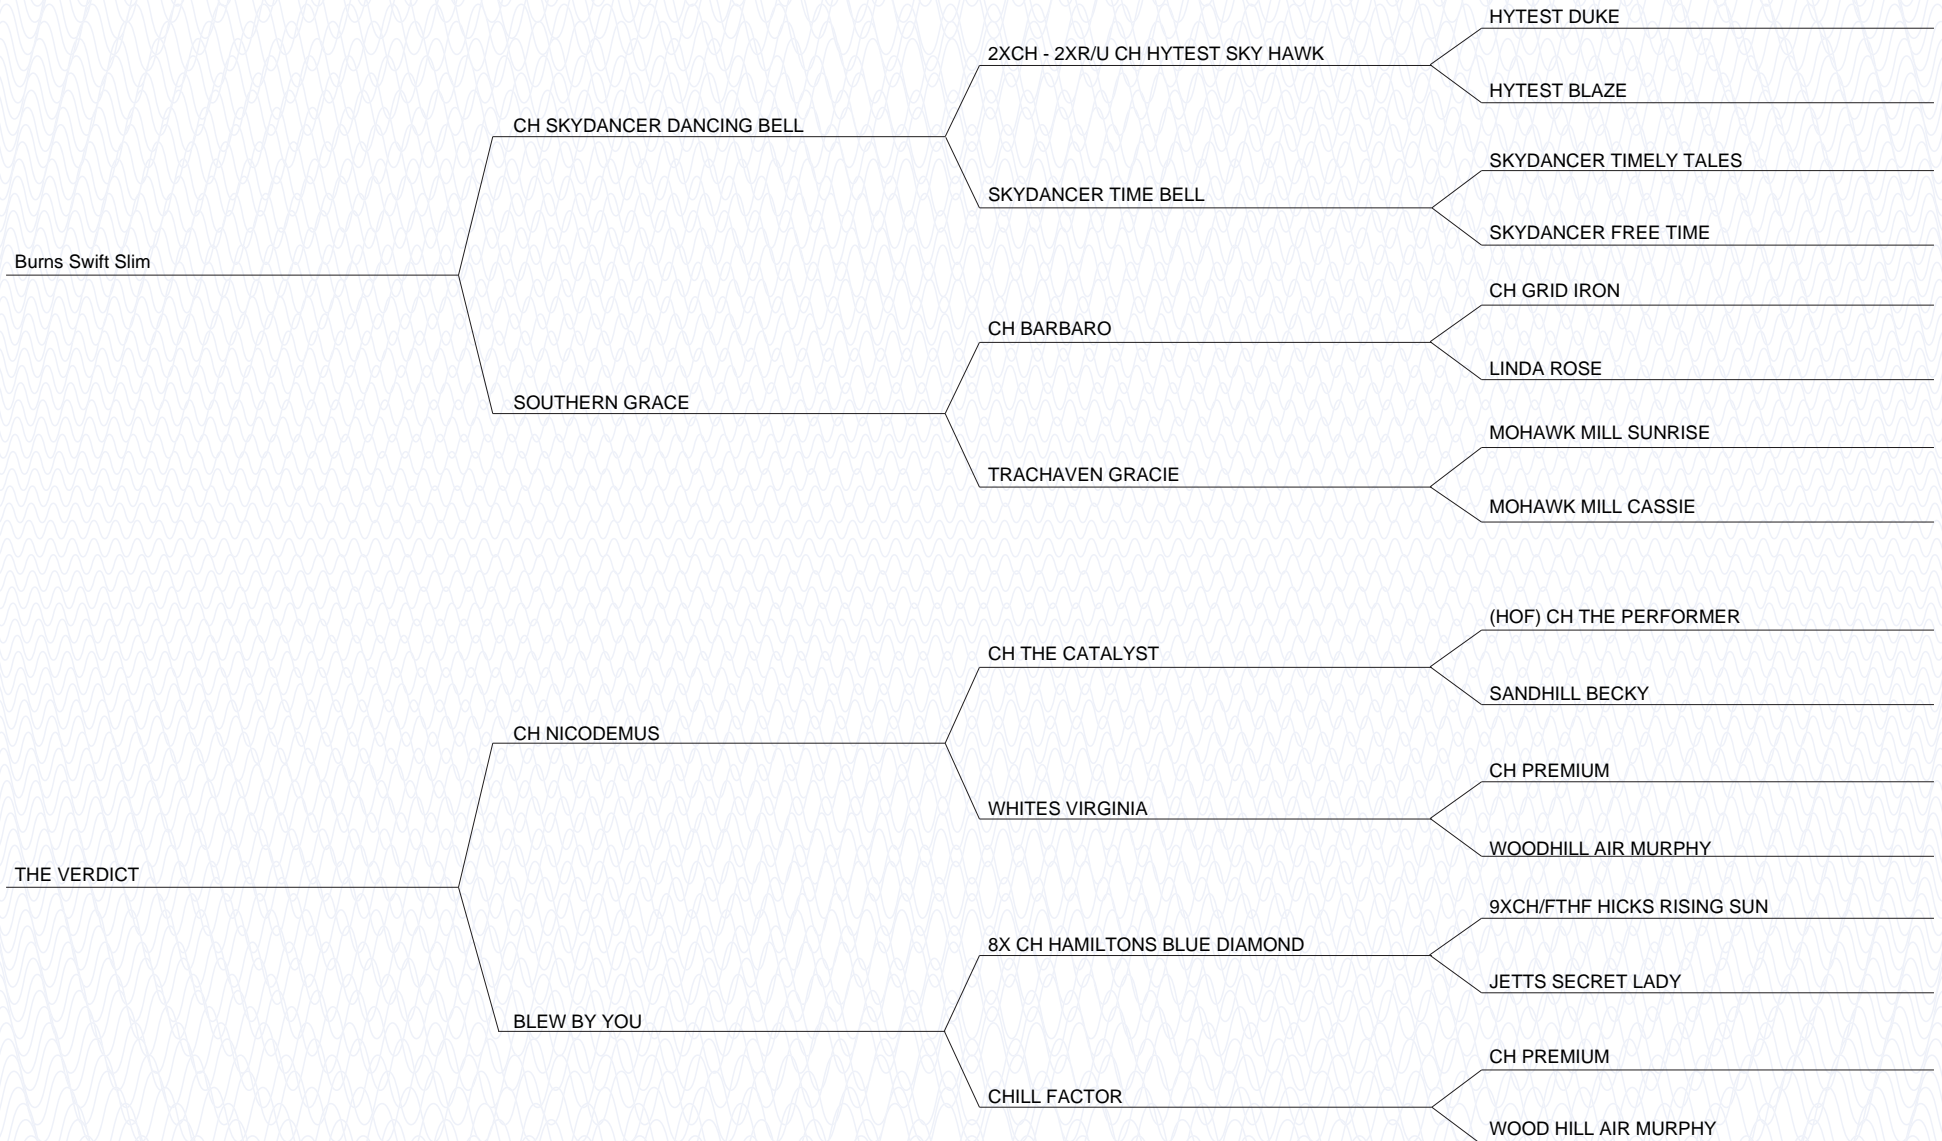 HYTEST DUKE
2XCH - 2XR/U CH HYTEST SKY HAWK
HYTEST BLAZE
CH SKYDANCER DANCING BELL
SKYDANCER TIMELY TALES
SKYDANCER TIME BELL
SKYDANCER FREE TIME
Burns Swift Slim
CH GRID IRON
CH BARBARO
LINDA ROSE
SOUTHERN GRACE
MOHAWK MILL SUNRISE
TRACHAVEN GRACIE
MOHAWK MILL CASSIE
(HOF) CH THE PERFORMER
CH THE CATALYST
SANDHILL BECKY
CH NICODEMUS
CH PREMIUM
WHITES VIRGINIA
WOODHILL AIR MURPHY
THE VERDICT
9XCH/FTHF HICKS RISING SUN
8X CH HAMILTONS BLUE DIAMOND
JETTS SECRET LADY
BLEW BY YOU
CH PREMIUM
CHILL FACTOR
WOOD HILL AIR MURPHY